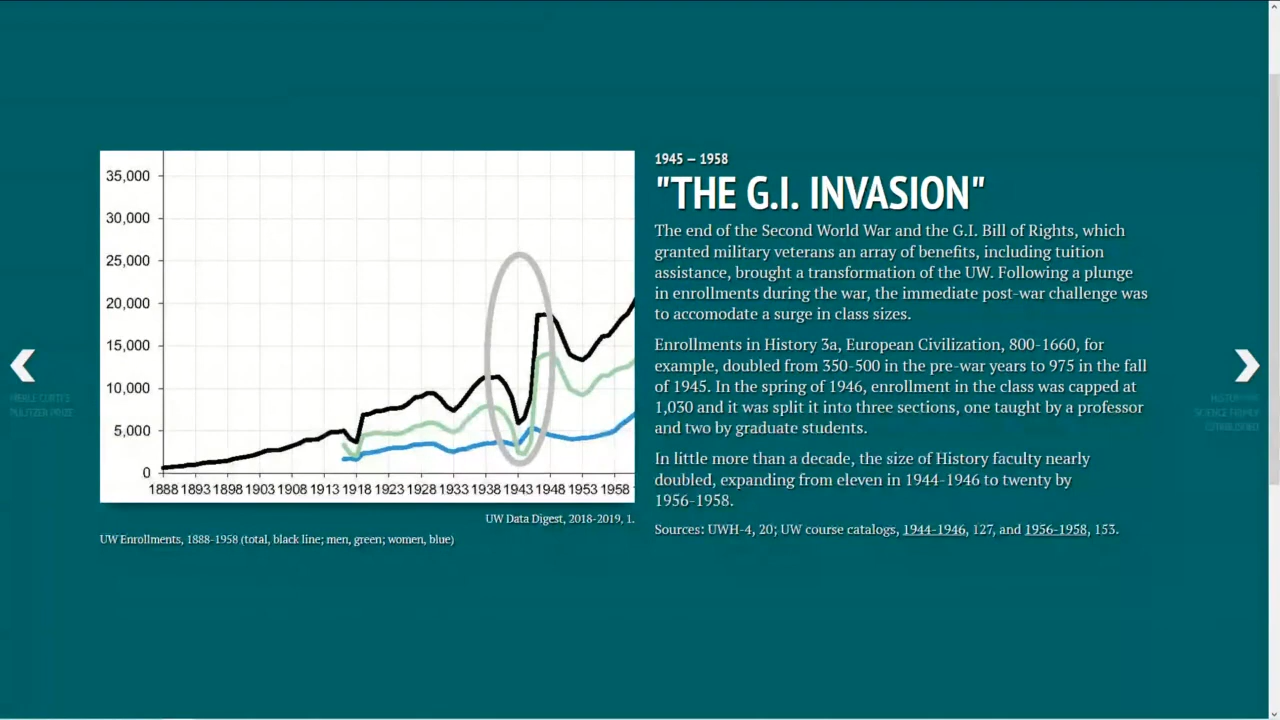 35,000
30,000
25,000
20,000
15,000
10,000
5,000
0
1888 1893 1898 1903 1908 1913 1918 1923 1928 1933 1938 1943 1948 1953 1958
UW Data Digest, 2018-2019, 1.
UW Enrollments, 1888-1958 (total, black line; men, green; women, blue)
1945 – 1958
"THE G.I. INVASION"
The end of the Second World War and the G.I. Bill of Rights, which
granted military veterans an array of benefits, including tuition
assistance, brought a transformation of the UW. Following a plunge
in enrollments during the war, the immediate post-war challenge was
to accomodate a surge in class sizes.
Enrollments in History 3a, European Civilization, 800-1660, for
example, doubled from 350-500 in the pre-war years to 975 in the fall
of 1945. In the spring of 1946, enrollment in the class was capped at
1,030 and it was split it into three sections, one taught by a professor
and two by graduate students.
In little more than a decade, the size of History faculty nearly
doubled, expanding from eleven in 1944-1946 to twenty by
1956-1958.
Sources: UWH-4, 20; UW course catalogs, 1944-1946, 127, and 1956-1958, 153.
MERLE CURTI'S
PULITZER PRIZE
SCIENCE FIRMLY
ESTABLISHED